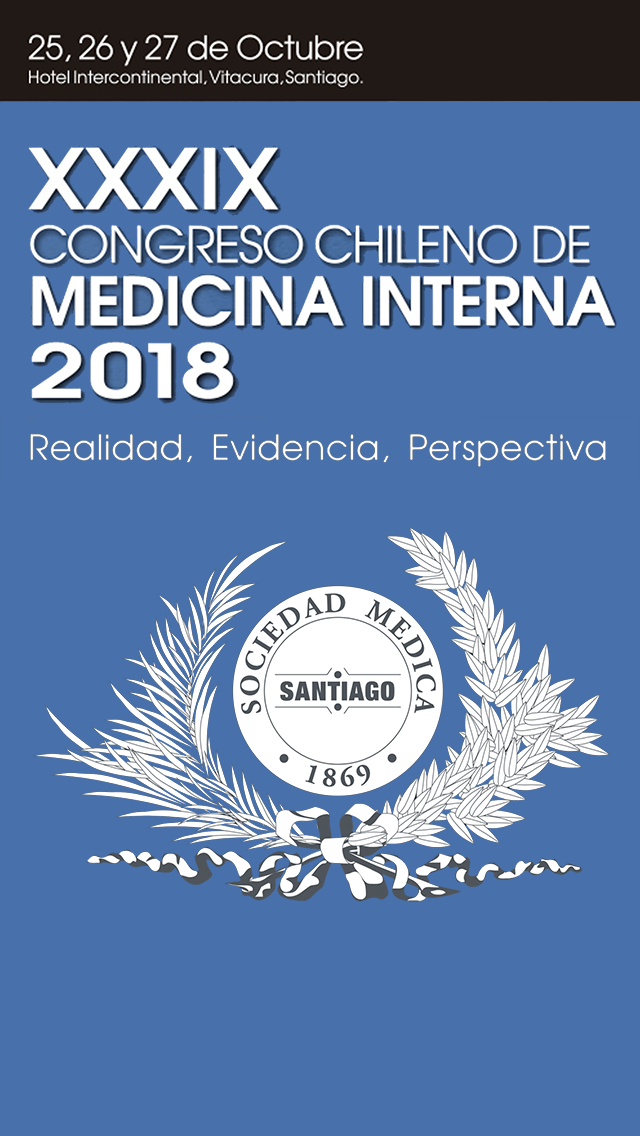 25, 26 y 27 de Octubre
Hotel Intercontinental, Vitacura, Santiago.
XXXIX
CONGRESO CHILENO DE
MEDICINA INTERNA
2018
Realidad, Evidencia, Perspectiva
SOCIEDAD MEDICA
SANTIAGO
• 1869 •